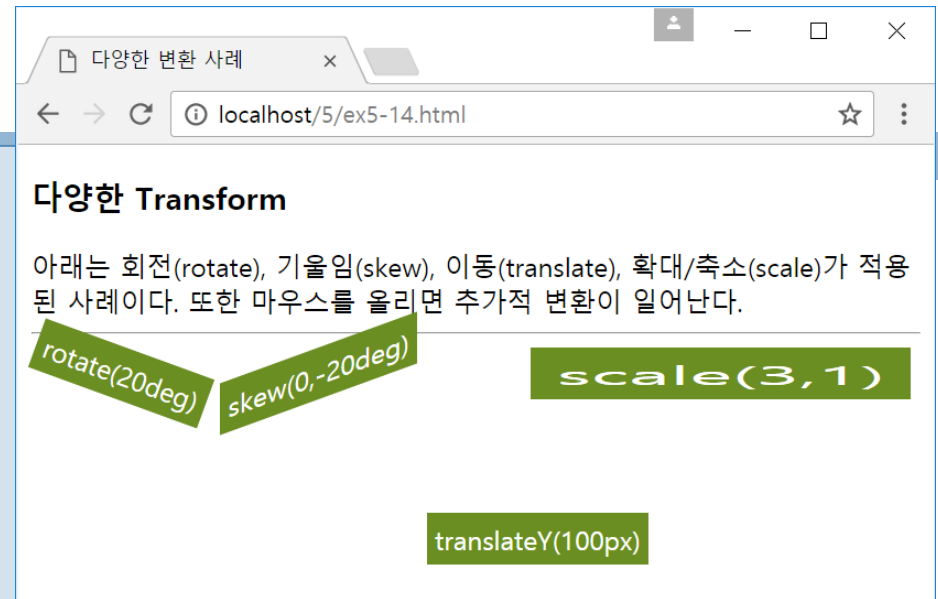 다양한 변환 사례
localhost/5/ex5-14.html
다양한 Transform
아래는 회전(rotate), 기울임(skew), 이동(translate), 확대/축소(scale)가 적용
된 사례이다. 또한 마우스를 올리면 추가적 변환이 일어난다.
rotate(20deg)
skew(0,-20deg)
scale(3,1)
translateY(100px)